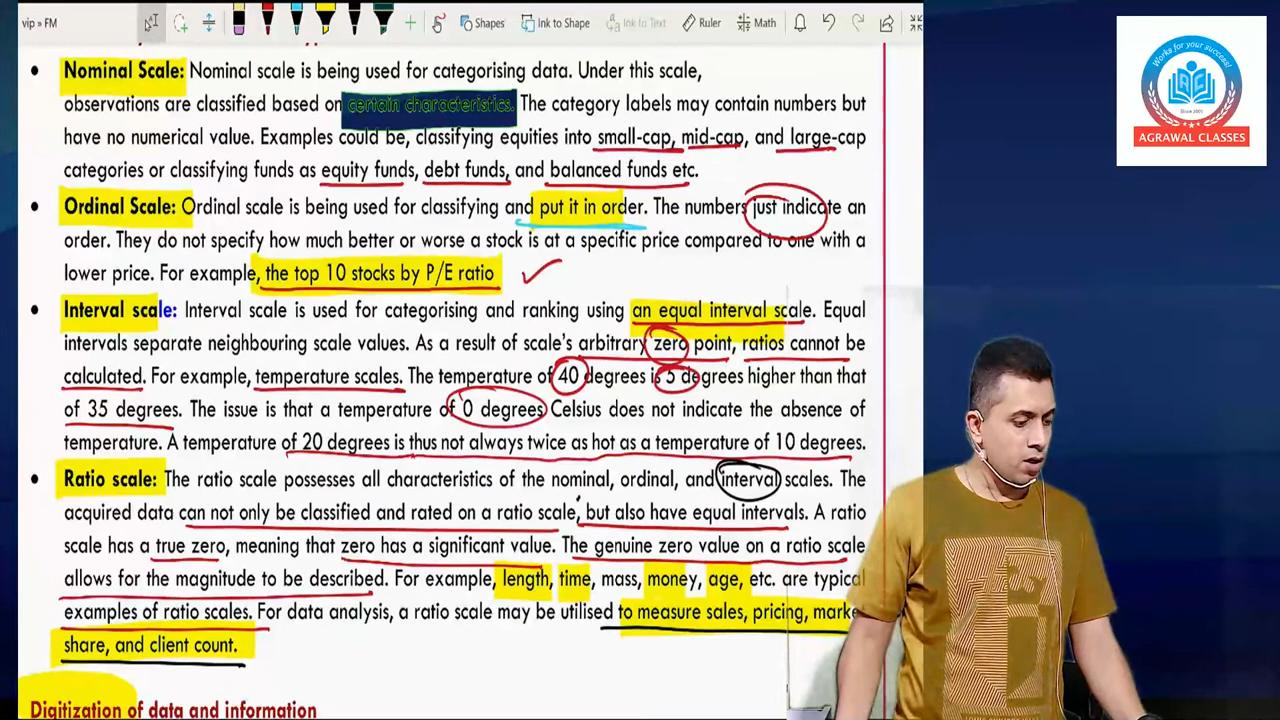 vip » FM
Shapes
Ink to Shape
Ink to Text
Ruler
Math
Works for your success!
Since 2001
AGRAWAL CLASSES
• Nominal Scale: Nominal scale is being used for categorising data. Under this scale,
observations are classified based on certain characteristics. The category labels may contain numbers but
have no numerical value. Examples could be, classifying equities into small-cap, mid-cap, and large-cap
categories or classifying funds as equity funds, debt funds, and balanced funds etc.
• Ordinal Scale: Ordinal scale is being used for classifying and put it in order. The numbers just indicate an
order. They do not specify how much better or worse a stock is at a specific price compared to one with a
lower price. For example, the top 10 stocks by P/E ratio
• Interval scale: Interval scale is used for categorising and ranking using an equal interval scale. Equal
intervals separate neighbouring scale values. As a result of scale’s arbitrary zero point, ratios cannot be
calculated. For example, temperature scales. The temperature of 40 degrees is 5 degrees higher than that
of 35 degrees. The issue is that a temperature of 0 degrees Celsius does not indicate the absence of
temperature. A temperature of 20 degrees is thus not always twice as hot as a temperature of 10 degrees.
• Ratio scale: The ratio scale possesses all characteristics of the nominal, ordinal, and interval scales. The
acquired data can not only be classified and rated on a ratio scale, but also have equal intervals. A ratio
scale has a true zero, meaning that zero has a significant value. The genuine zero value on a ratio scale
allows for the magnitude to be described. For example, length, time, mass, money, age, etc. are typical
examples of ratio scales. For data analysis, a ratio scale may be utilised to measure sales, pricing, marke
share, and client count.
Digitization of data and information